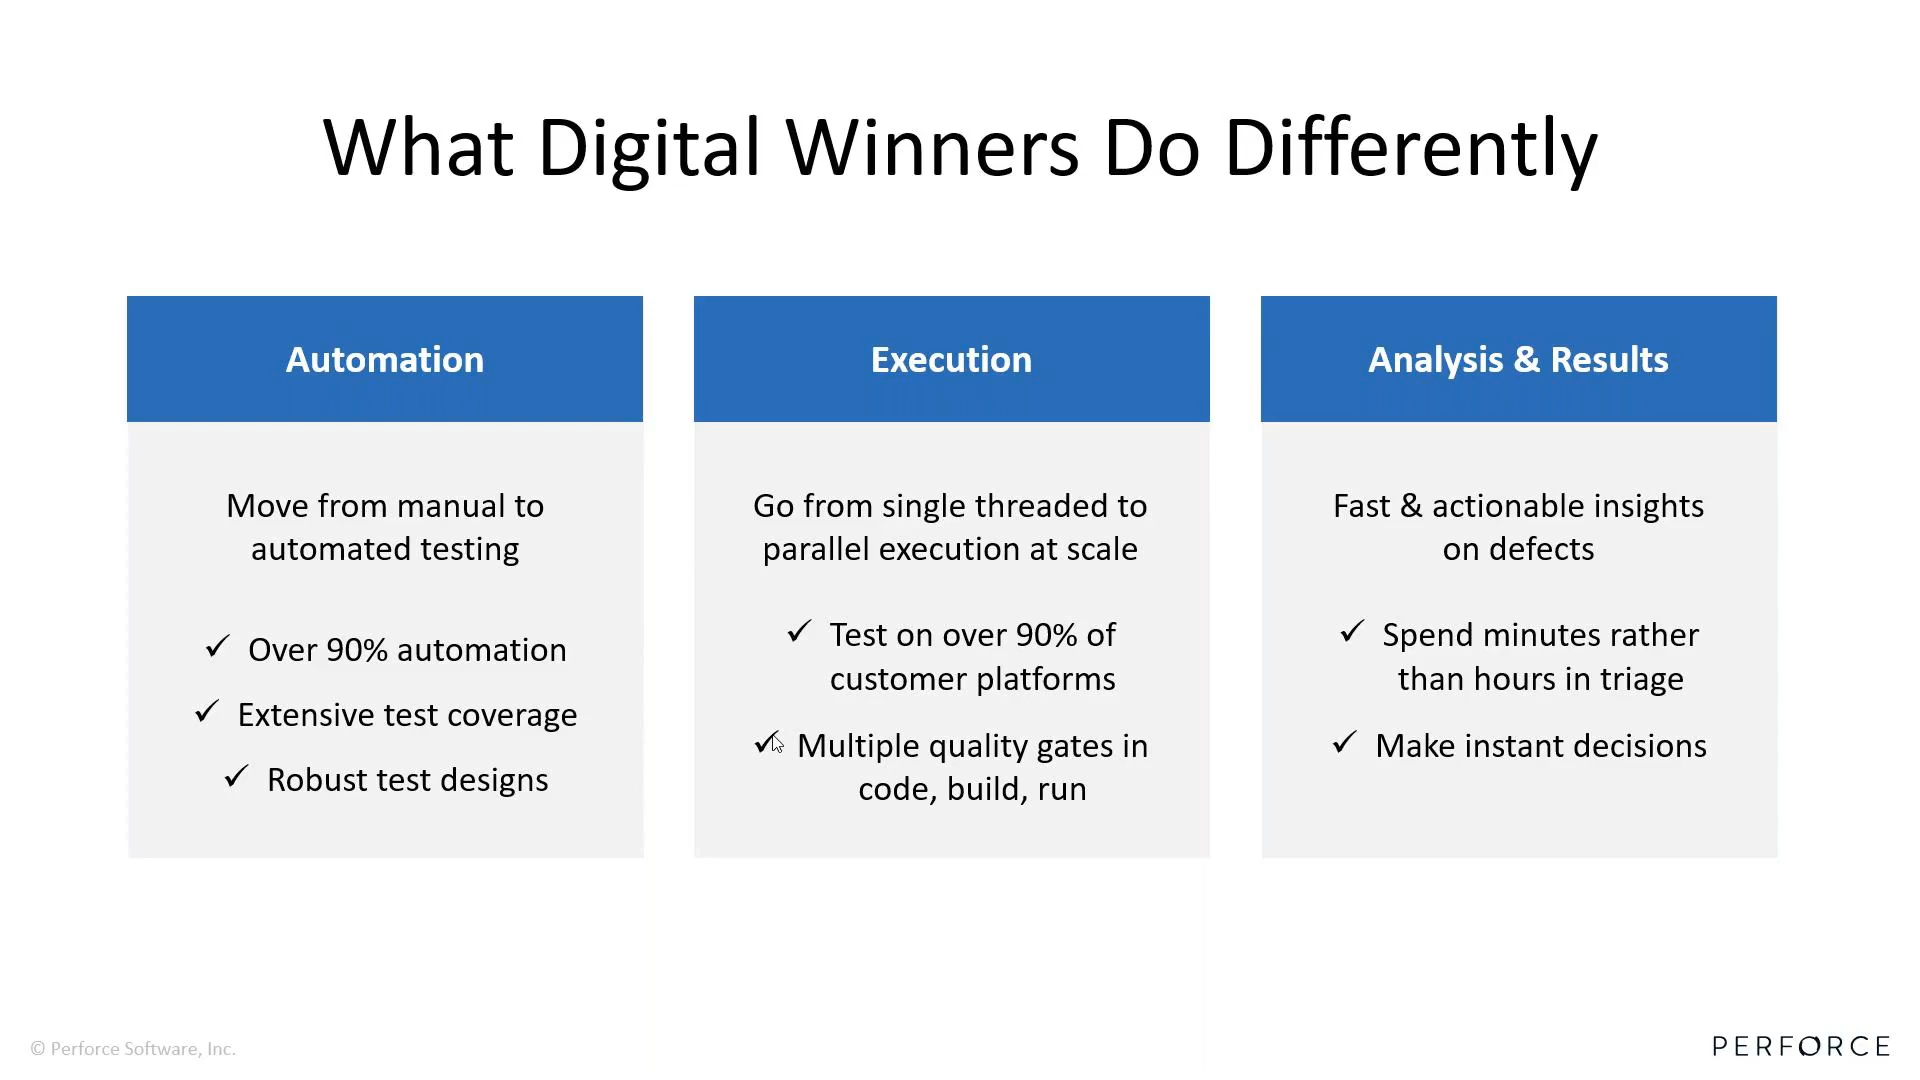 What Digital Winners Do Differently
Automation
Move from manual to
automated testing
✓ Over 90% automation
✓ Extensive test coverage
✓ Robust test designs
Execution
Go from single threaded to
parallel execution at scale
✓ Test on over 90% of
customer platforms
✓ Multiple quality gates in
code, build, run
Analysis & Results
Fast & actionable insights
on defects
✓ Spend minutes rather
than hours in triage
✓ Make instant decisions
© Perforce Software, Inc.
PERFORCE